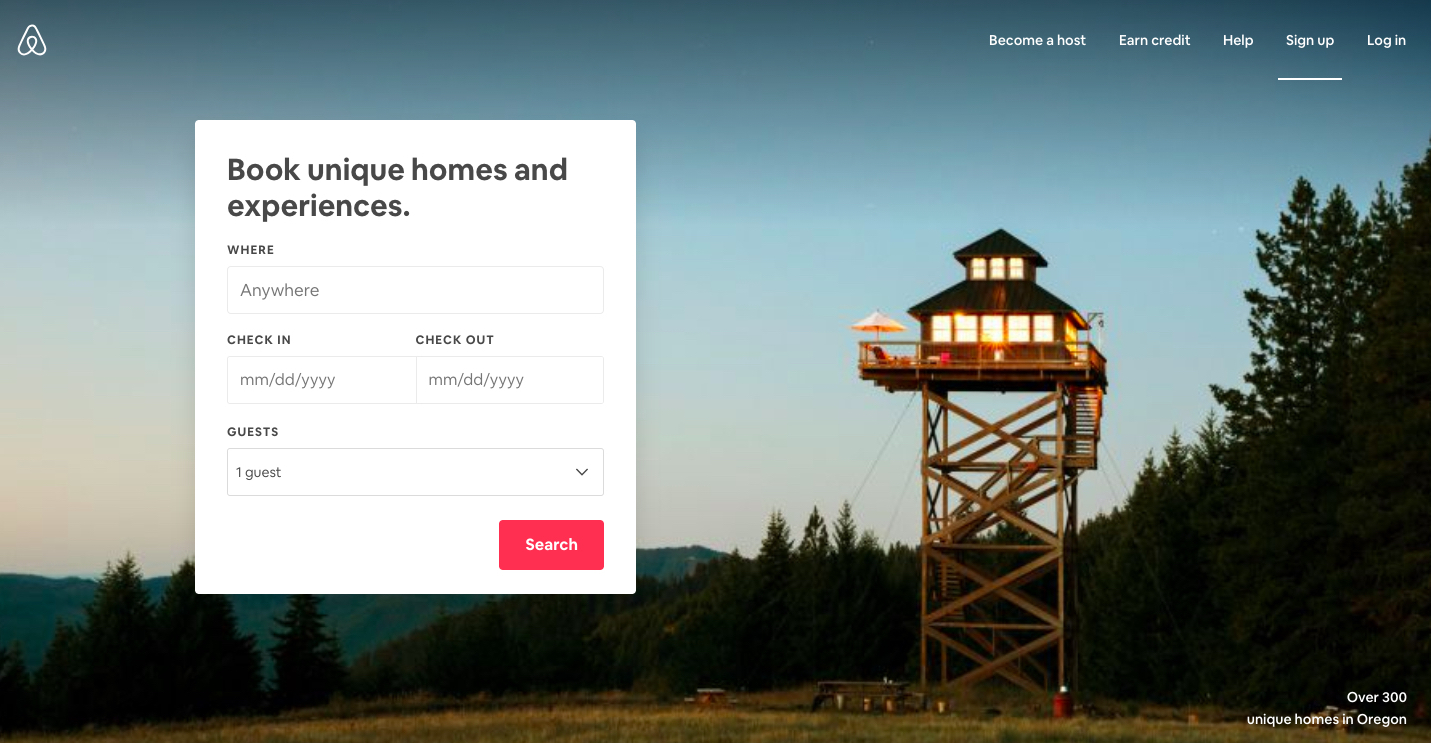 Become a host
Earn credit
Help
Sign up
Log in
Book unique homes and
experiences.
WHERE
Anywhere
CHECK IN
CHECK OUT
mm/dd/yyyy
mm/dd/yyyy
GUESTS
1 guest
Search
Over 300
unique homes in Oregon